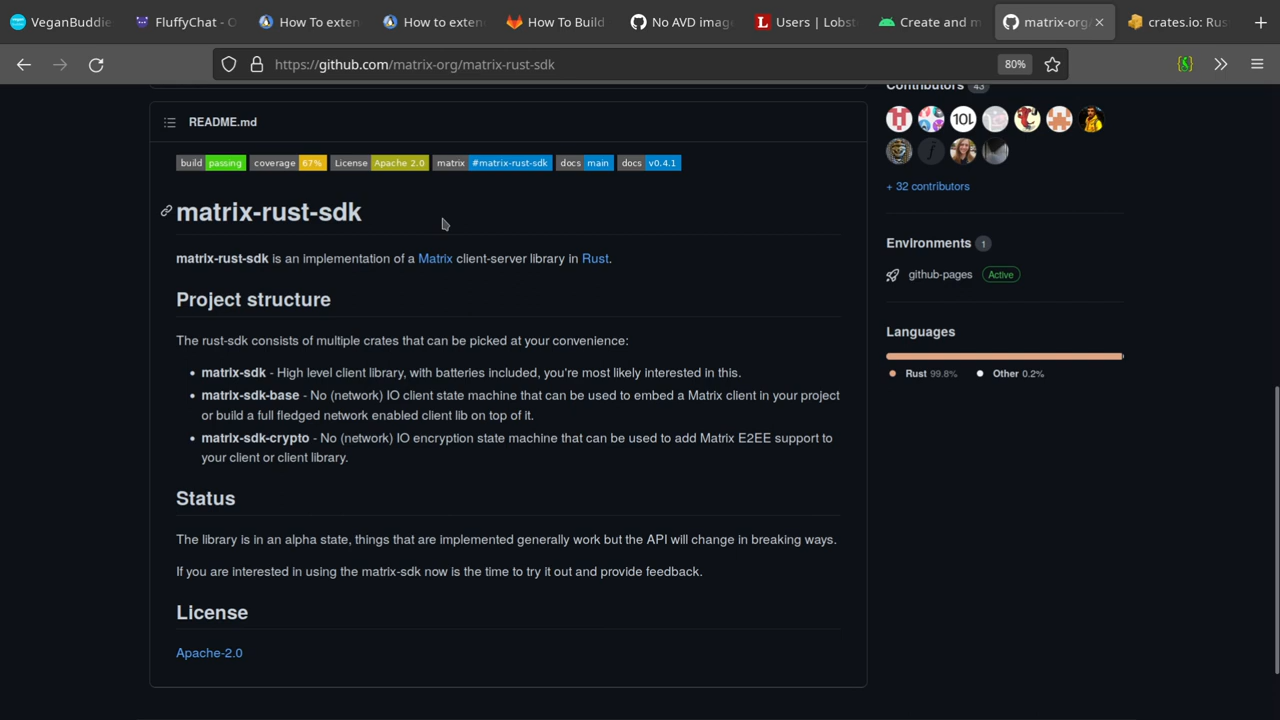 VeganBuddie
FluffyChat - O
How To exten
How to exten
How To Build
No AVD imag
Users | Lobst
Create and m
matrix-org/
crates.io: Rus
https://github.com/matrix-org/matrix-rust-sdk
80%
Contributors 43
README.md
build passing coverage 67% License Apache 2.0 matrix #matrix-rust-sdk docs main docs v0.4.1
matrix-rust-sdk
matrix-rust-sdk is an implementation of a Matrix client-server library in Rust.
Project structure
The rust-sdk consists of multiple crates that can be picked at your convenience:
• matrix-sdk - High level client library, with batteries included, you're most likely interested in this.
• matrix-sdk-base - No (network) IO client state machine that can be used to embed a Matrix client in your project
or build a full fledged network enabled client lib on top of it.
• matrix-sdk-crypto - No (network) IO encryption state machine that can be used to add Matrix E2EE support to
your client or client library.
Status
The library is in an alpha state, things that are implemented generally work but the API will change in breaking ways.
If you are interested in using the matrix-sdk now is the time to try it out and provide feedback.
License
Apache-2.0
10L
+ 32 contributors
Environments 1
github-pages Active
Languages
Rust 99.8% Other 0.2%